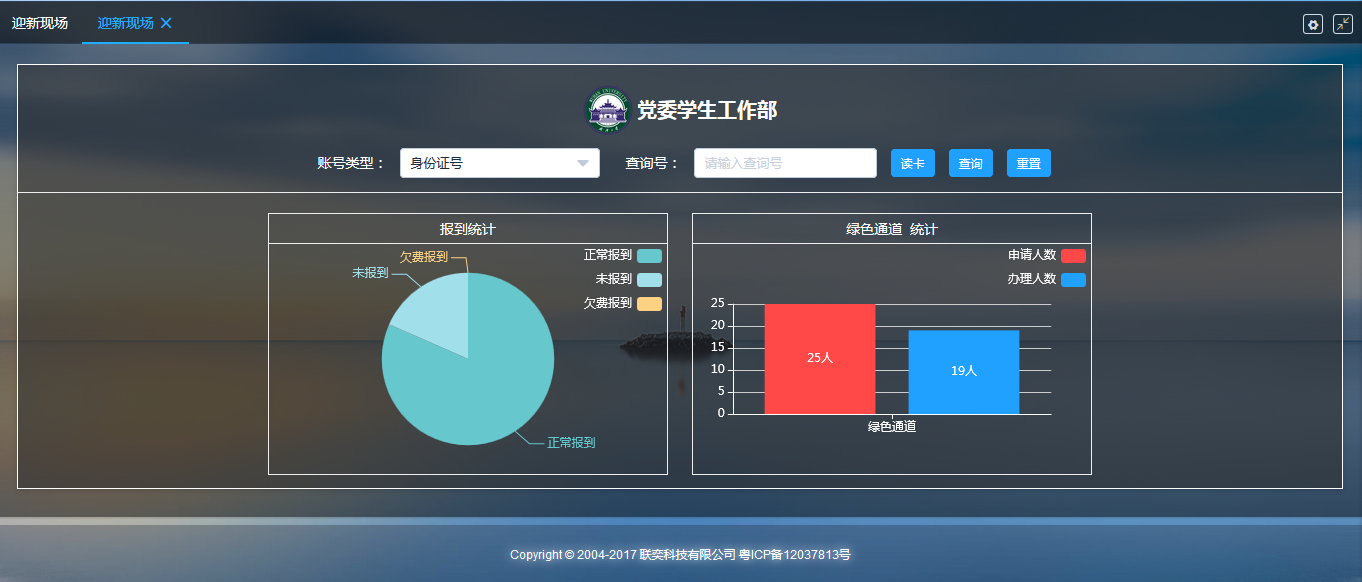 迎新现场 迎新现场
党委学生工作部
账号类型： 身份证号 查询号： 请输入查询号 读卡 查询 重置
报到统计
正常报到
未报到
欠费报到
欠费报到
未报到
正常报到
绿色通道 统计
申请人数
办理人数
25
20
15
10
5
0
25人
19人
绿色通道
Copyright © 2004-2017 联奕科技有限公司 粤ICP备12037813号